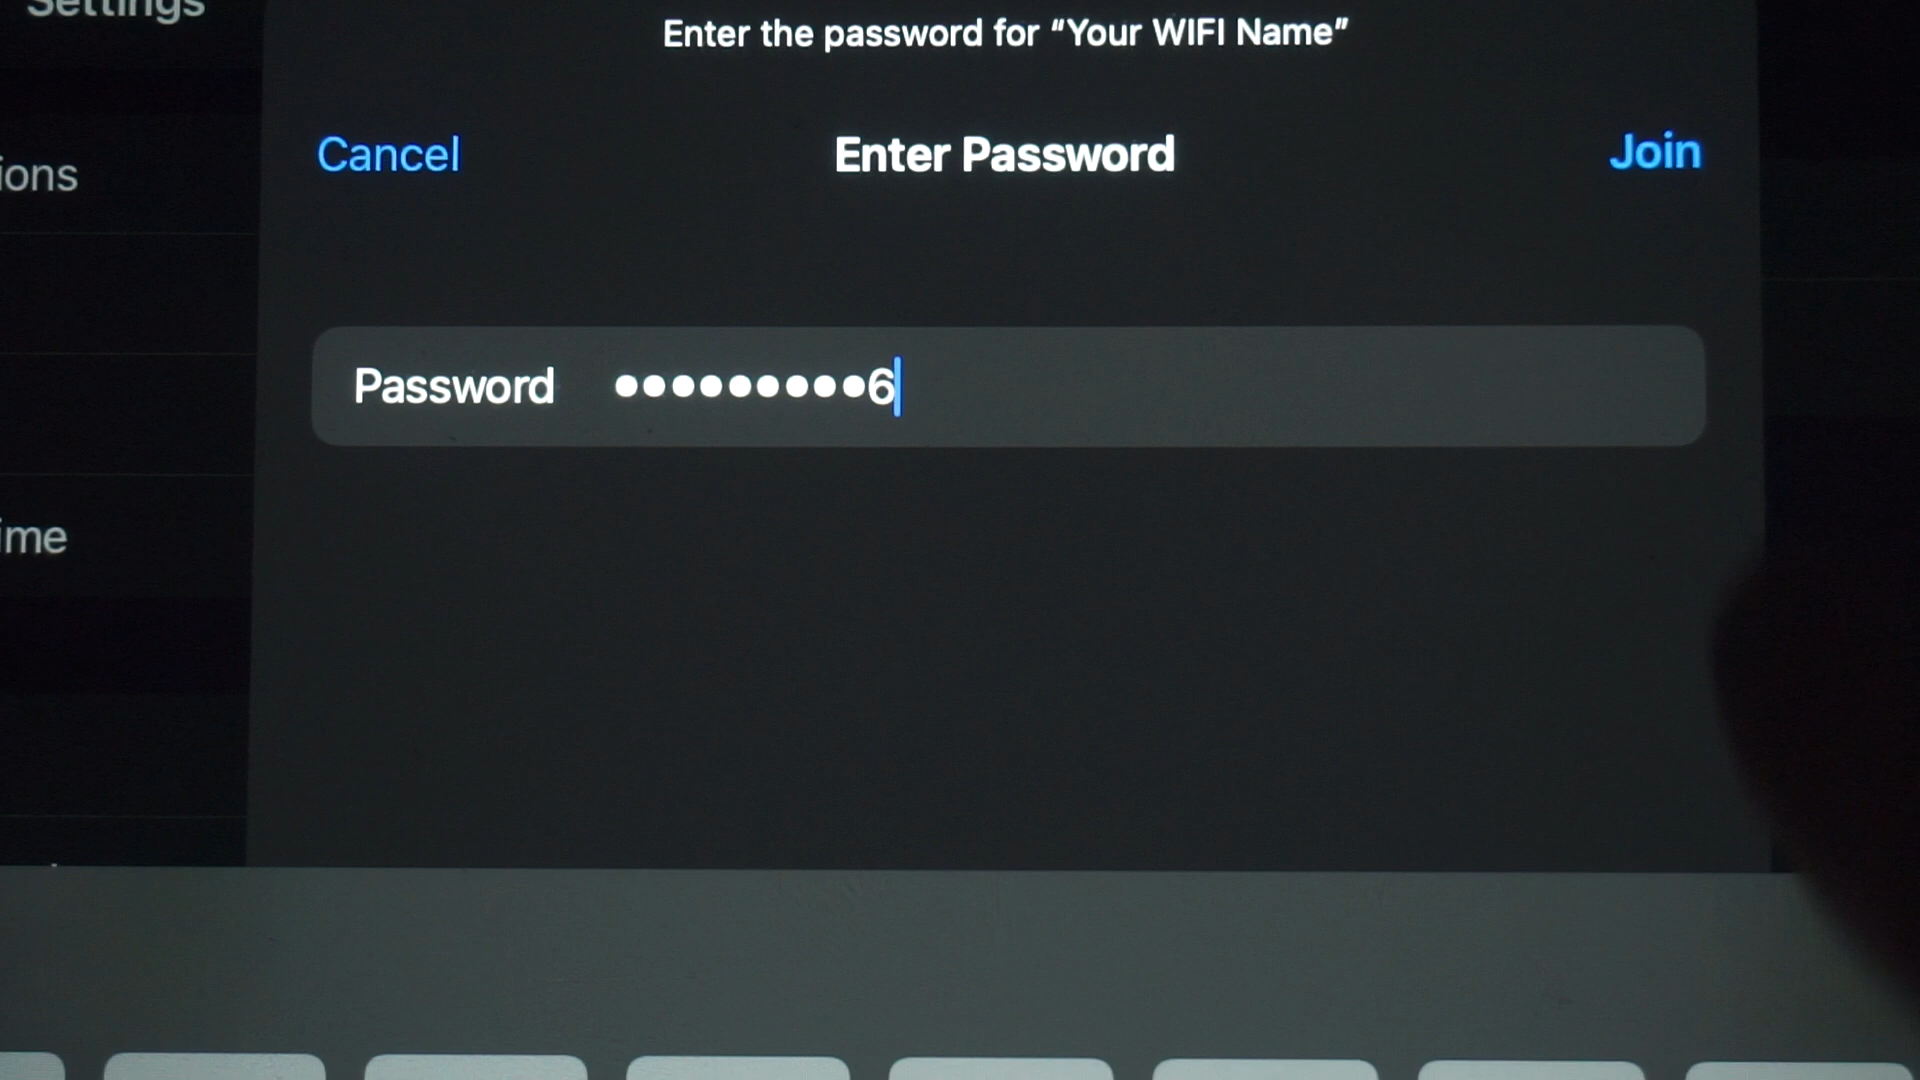 Settings
Enter the password for “Your WIFI Name”
Cancel Enter Password Join
ions
Password •••••••••6
ime